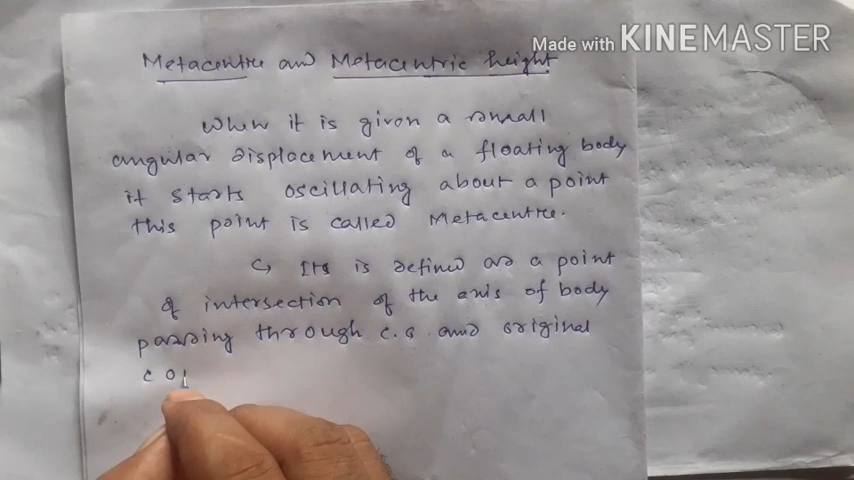 Made with KINEMASTER
Metacentre and Metacentric height
When it is given a small
angular displacement of a floating body
it starts oscillating about a point
this point is called Metacentre.
↳ Its is defined as a point
of intersection of the axis of body
passing through c.g and original